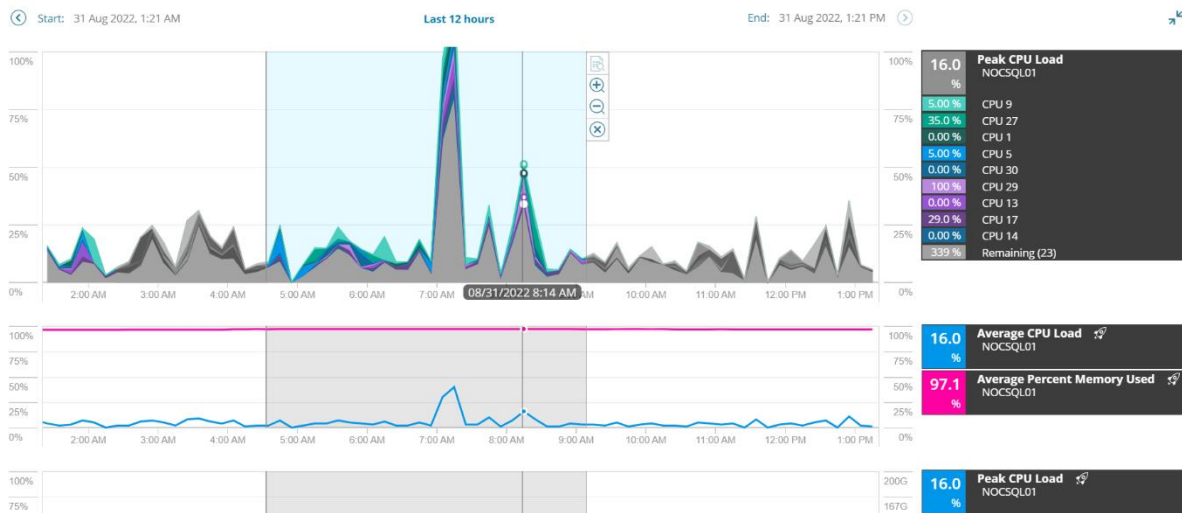 Start: 31 Aug 2022, 1:21 AM
Last 12 hours
End: 31 Aug 2022, 1:21 PM
100%
75%
50%
25%
0%
100%
75%
50%
25%
0%
2:00 AM 3:00 AM 4:00 AM 5:00 AM 6:00 AM 7:00 AM 08/31/2022 8:14 AM AM 10:00 AM 11:00 AM 12:00 PM 1:00 PM
16.0 %
Peak CPU Load
NOCSQL01
5.00 % CPU 9
35.0 % CPU 27
0.00 % CPU 1
5.00 % CPU 5
0.00 % CPU 30
100 % CPU 29
0.00 % CPU 13
29.0 % CPU 17
0.00 % CPU 14
339 % Remaining (23)
100%
75%
50%
25%
0%
100%
75%
50%
25%
0%
2:00 AM 3:00 AM 4:00 AM 5:00 AM 6:00 AM 7:00 AM 8:00 AM 9:00 AM 10:00 AM 11:00 AM 12:00 PM 1:00 PM
16.0 %
Average CPU Load
NOCSQL01
97.1 %
Average Percent Memory Used
NOCSQL01
100%
75%
200G
167G
16.0 %
Peak CPU Load
NOCSQL01